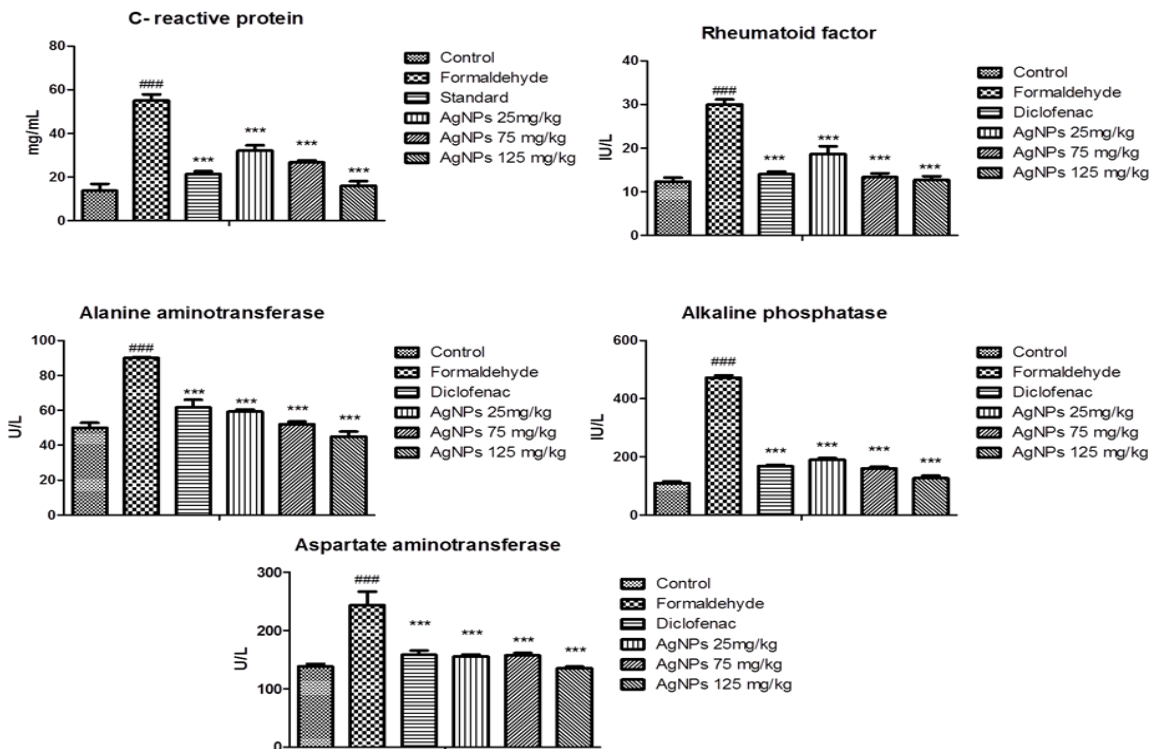 C- reactive protein
80
60
40
20
0
mg/mL
###
***
***
***
***
Control
Formaldehyde
Standard
AgNPs 25mg/kg
AgNPs 75 mg/kg
AgNPs 125 mg/kg
Rheumatoid factor
40
30
20
10
0
IU/L
###
***
***
***
***
Control
Formaldehyde
Diclofenac
AgNPs 25mg/kg
AgNPs 75 mg/kg
AgNPs 125 mg/kg
Alanine aminotransferase
100
80
60
40
20
0
U/L
###
***
***
***
***
Control
Formaldehyde
Diclofenac
AgNPs 25mg/kg
AgNPs 75 mg/kg
AgNPs 125 mg/kg
Alkaline phosphatase
600
400
200
0
IU/L
###
***
***
***
***
Control
Formaldehyde
Diclofenac
AgNPs 25mg/kg
AgNPs 75 mg/kg
AgNPs 125 mg/kg
Aspartate aminotransferase
300
200
100
0
U/L
###
***
***
***
***
Control
Formaldehyde
Diclofenac
AgNPs 25mg/kg
AgNPs 75 mg/kg
AgNPs 125 mg/kg